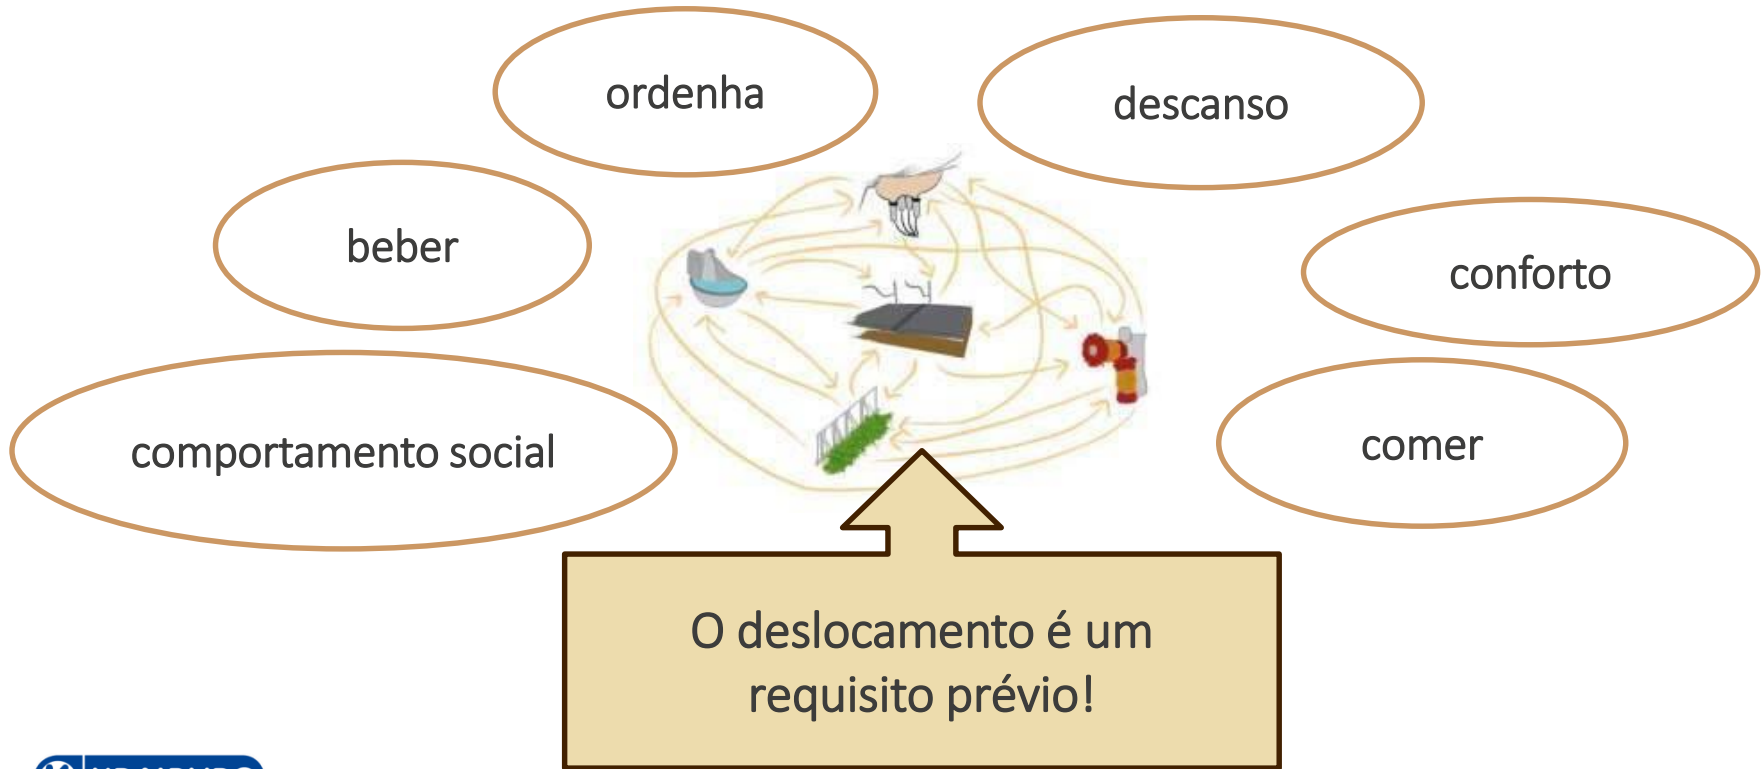 ordenha
descanso
beber
conforto
comportamento social
comer
O deslocamento é um
requisito prévio!